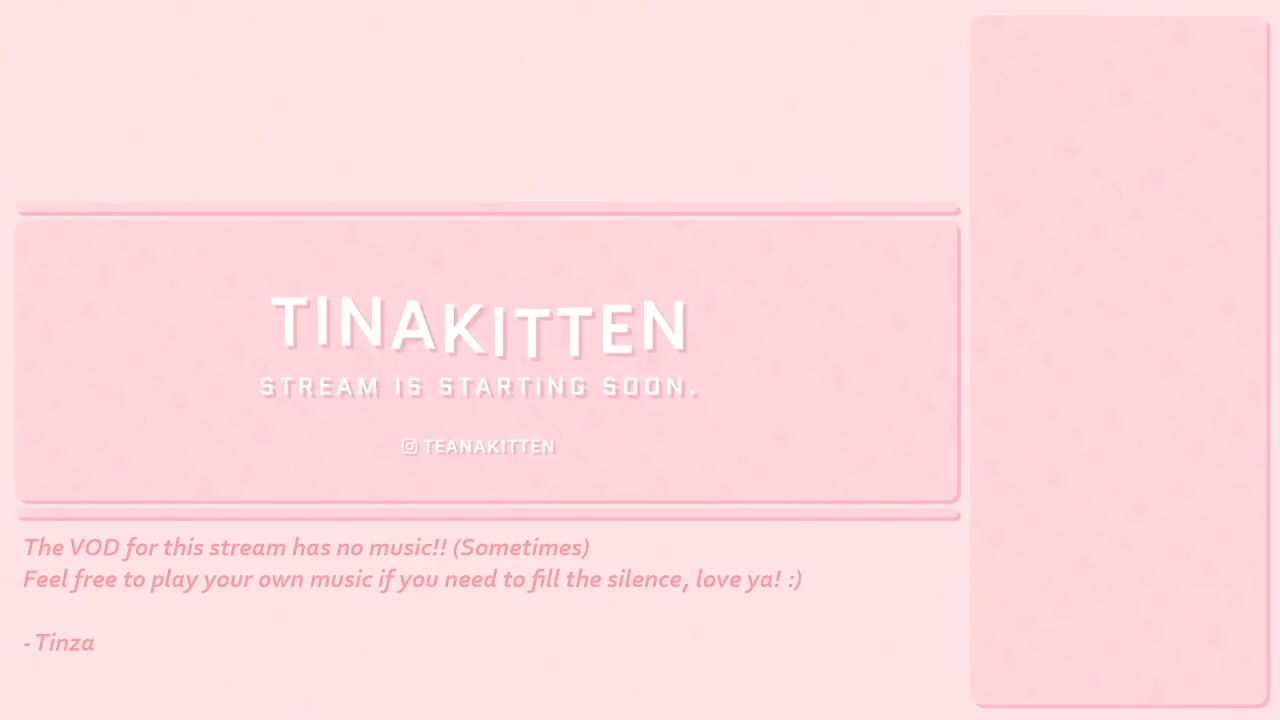 TINAKITTEN
STREAM IS STARTING SOON.
TEANAKITTEN
The VOD for this stream has no music!! (Sometimes)
Feel free to play your own music if you need to fill the silence, love ya! :)
- Tinza